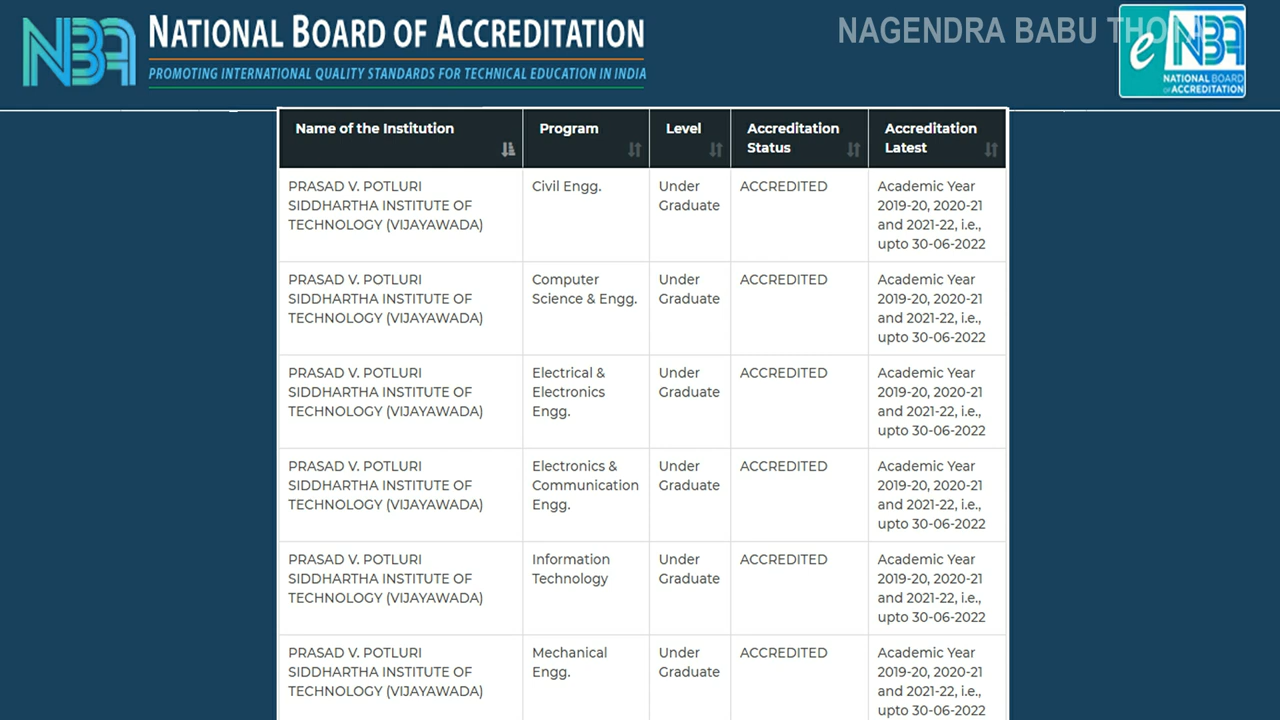 NBA
NATIONAL BOARD OF ACCREDITATION
PROMOTING INTERNATIONAL QUALITY STANDARDS FOR TECHNICAL EDUCATION IN INDIA
NAGENDRA BABU
e NBA
NATIONAL BOARD
OF ACCREDITATION
Name of the Institution Program Level Accreditation Status Accreditation Latest
PRASAD V. POTLURI Civil Engg. Under ACCREDITED Academic Year
SIDDHARTHA INSTITUTE OF Graduate 2019-20, 2020-21
TECHNOLOGY (VIJAYAWADA) and 2021-22, i.e.,
upto 30-06-2022
PRASAD V. POTLURI Computer Under ACCREDITED Academic Year
SIDDHARTHA INSTITUTE OF Science & Engg. Graduate 2019-20, 2020-21
TECHNOLOGY (VIJAYAWADA) and 2021-22, i.e.,
upto 30-06-2022
PRASAD V. POTLURI Electrical & Under ACCREDITED Academic Year
SIDDHARTHA INSTITUTE OF Electronics Graduate 2019-20, 2020-21
TECHNOLOGY (VIJAYAWADA) Engg. and 2021-22, i.e.,
upto 30-06-2022
PRASAD V. POTLURI Electronics & Under ACCREDITED Academic Year
SIDDHARTHA INSTITUTE OF Communication Graduate 2019-20, 2020-21
TECHNOLOGY (VIJAYAWADA) Engg. and 2021-22, i.e.,
upto 30-06-2022
PRASAD V. POTLURI Information Under ACCREDITED Academic Year
SIDDHARTHA INSTITUTE OF Technology Graduate 2019-20, 2020-21
TECHNOLOGY (VIJAYAWADA) and 2021-22, i.e.,
upto 30-06-2022
PRASAD V. POTLURI Mechanical Under ACCREDITED Academic Year
SIDDHARTHA INSTITUTE OF Engg. Graduate 2019-20, 2020-21
TECHNOLOGY (VIJAYAWADA) and 2021-22, i.e.,
upto 30-06-2022